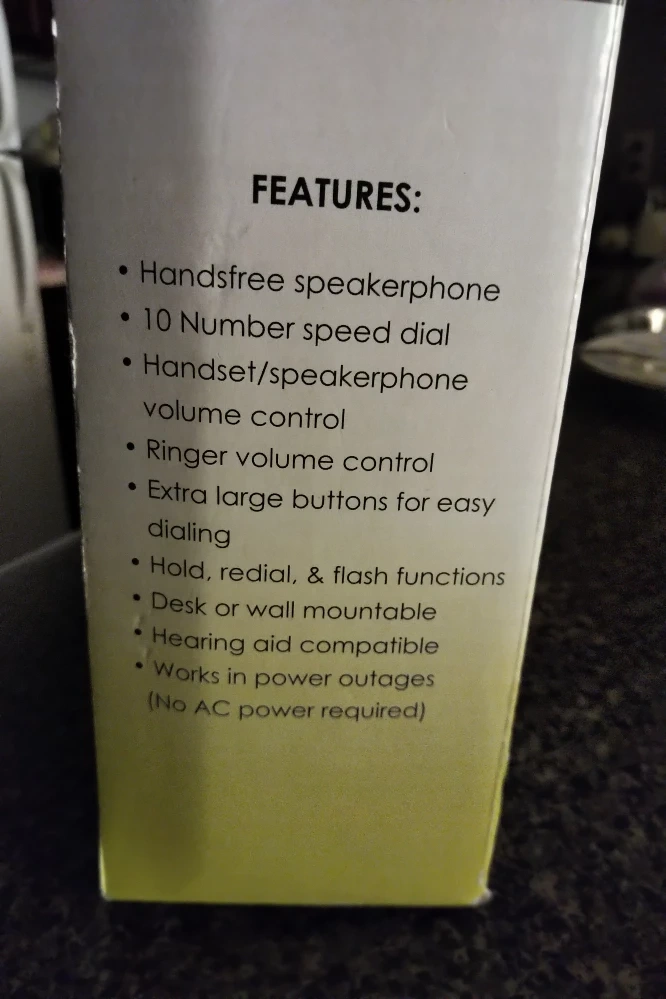 FEATURES:
• Handsfree speakerphone
• 10 Number speed dial
• Handset/speakerphone
volume control
• Ringer volume control
• Extra large buttons for easy
dialing
• Hold, redial, & flash functions
• Desk or wall mountable
• Hearing aid compatible
• Works in power outages
(No AC power required)